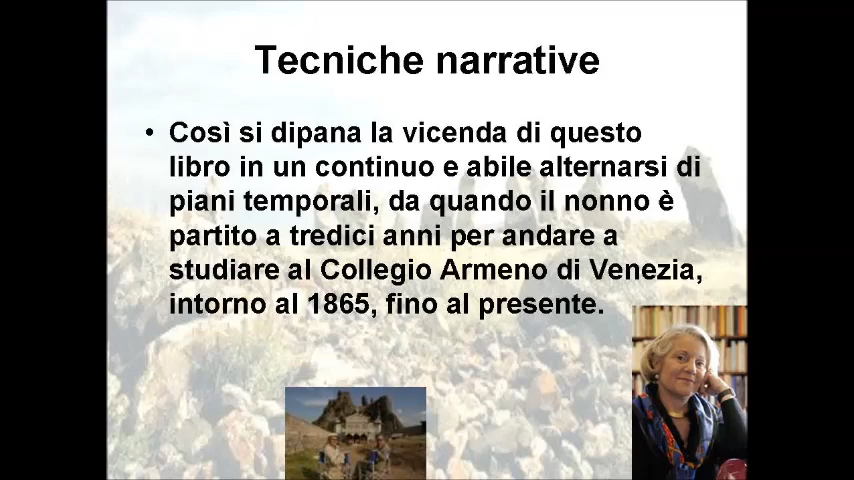 Tecniche narrative
• Così si dipana la vicenda di questo
libro in un continuo e abile alternarsi di
piani temporali, da quando il nonno è
partito a tredici anni per andare a
studiare al Collegio Armeno di Venezia,
intorno al 1865, fino al presente.